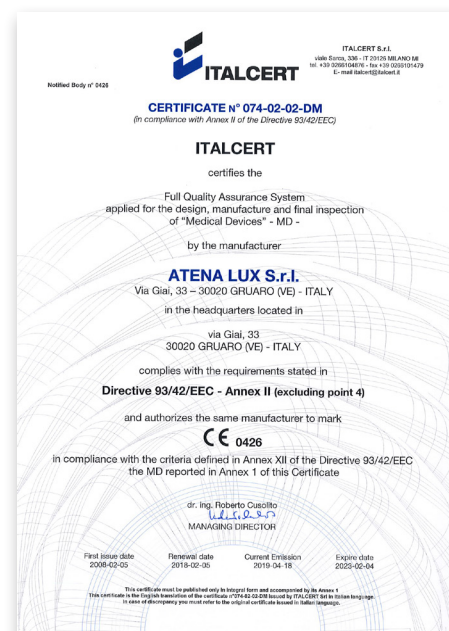 ITALCERT
ITALCERT S.r.l.
viale Sarca, 336 - IT 20126 MILANO MI
tel. +39 0266104876 - fax +39 0266101479
E- mail italcert@italcert.it
Notified Body n° 0426
CERTIFICATE N° 074-02-02-DM
(in compliance with Annex II of the Directive 93/42/EEC)
ITALCERT
certifies the
Full Quality Assurance System
applied for the design, manufacture and final inspection
of "Medical Devices" - MD -
by the manufacturer
ATENA LUX S.r.l.
Via Giai, 33 – 30020 GRUARO (VE) - ITALY
in the headquarters located in
via Giai, 33
30020 GRUARO (VE) - ITALY
complies with the requirements stated in
Directive 93/42/EEC - Annex II (excluding point 4)
and authorizes the same manufacturer to mark
CE 0426
in compliance with the criteria defined in Annex XII of the Directive 93/42/EEC
the MD reported in Annex 1 of this Certificate
dr. ing. Roberto Cusolito
MANAGING DIRECTOR
First issue date Renewal date Current Emission Expire date
2008-02-05 2018-02-05 2019-04-18 2023-02-04
This certificate must be published only in integral form and accompanied by its Annex 1
This certificate is the English translation of the certificate n°074-02-02-DM issued by ITALCERT Srl in Italian language.
In case of discrepancy you must refer to the original certificate issued in Italian language.